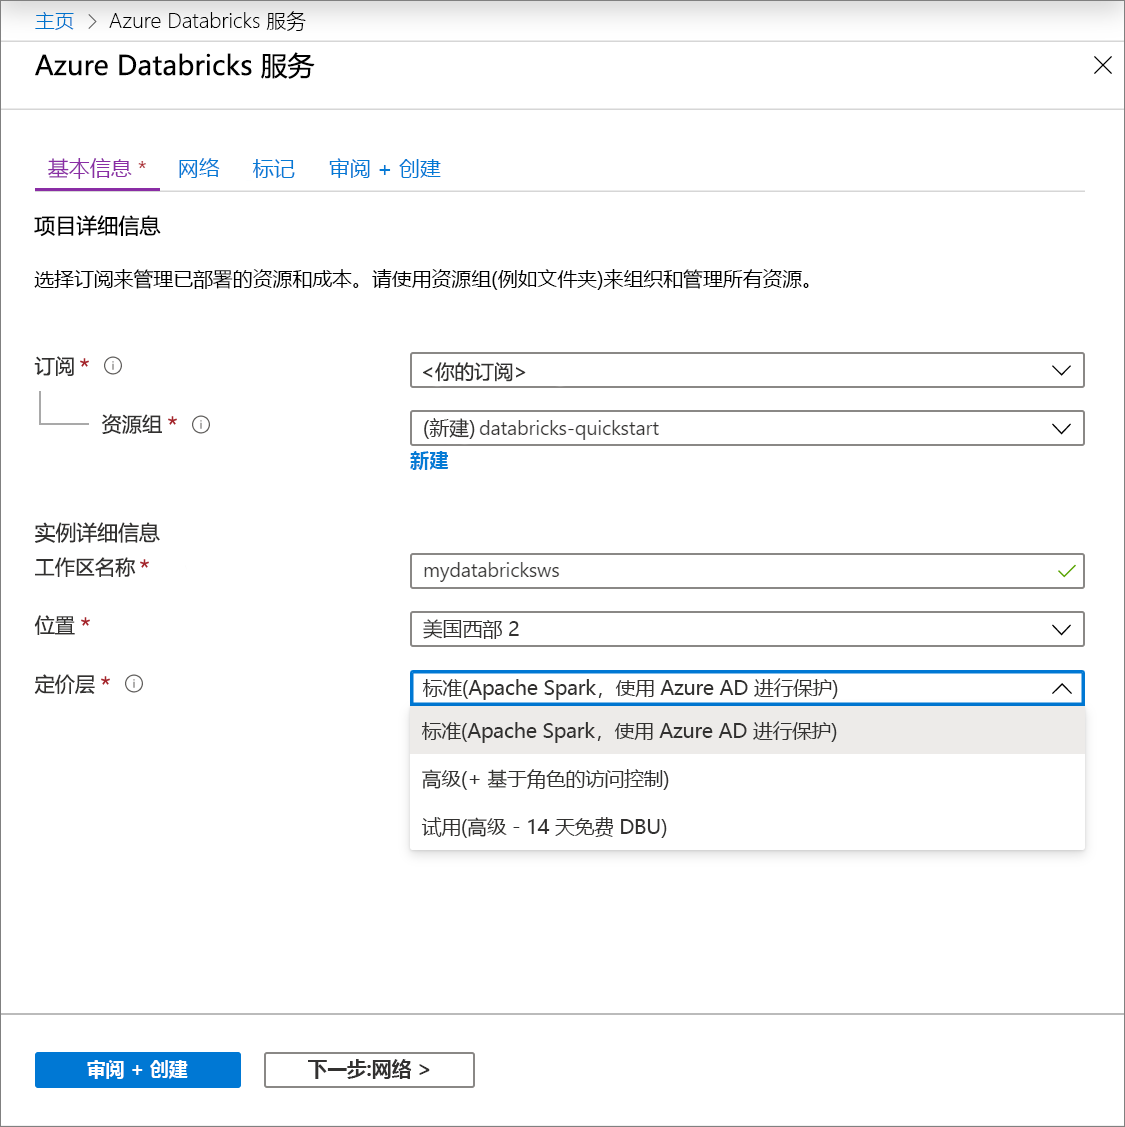 主页 > Azure Databricks 服务
Azure Databricks 服务
基本信息 * 网络 标记 审阅 + 创建
项目详细信息
选择订阅来管理已部署的资源和成本。请使用资源组(例如文件夹)来组织和管理所有资源。
订阅 * <你的订阅>
资源组 * (新建) databricks-quickstart
新建
实例详细信息
工作区名称 * mydatabricksws
位置 * 美国西部 2
定价层 * 标准(Apache Spark，使用 Azure AD 进行保护)
标准(Apache Spark，使用 Azure AD 进行保护)
高级(+ 基于角色的访问控制)
试用(高级 - 14 天免费 DBU)
审阅 + 创建 下一步:网络 >